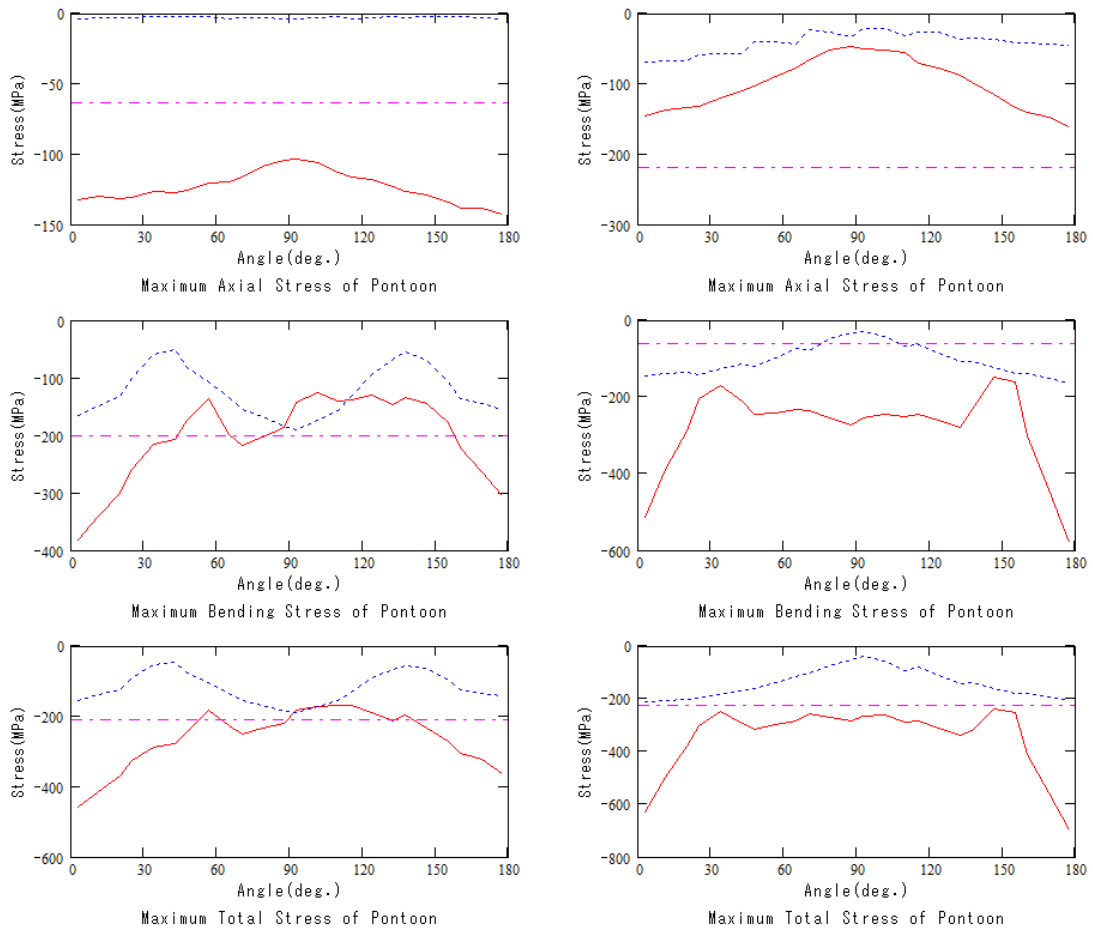 0
-50
-100
-150
Stress(MPa)
0 30 60 90 120 150 180
Angle(deg.)
Maximum Axial Stress of Pontoon
0
-100
-200
-300
Stress(MPa)
0 30 60 90 120 150 180
Angle(deg.)
Maximum Axial Stress of Pontoon
0
-100
-200
-300
-400
Stress(MPa)
0 30 60 90 120 150 180
Angle(deg.)
Maximum Bending Stress of Pontoon
0
-200
-400
-600
Stress(MPa)
0 30 60 90 120 150 180
Angle(deg.)
Maximum Bending Stress of Pontoon
0
-200
-400
-600
Stress(MPa)
0 30 60 90 120 150 180
Angle(deg.)
Maximum Total Stress of Pontoon
0
-200
-400
-600
-800
Stress(MPa)
0 30 60 90 120 150 180
Angle(deg.)
Maximum Total Stress of Pontoon